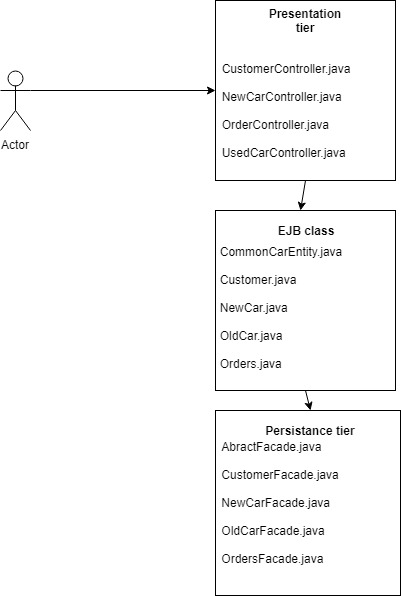 Presentation
tier
CustomerController.java
NewCarController.java
OrderController.java
UsedCarController.java
Actor
EJB class
CommonCarEntity.java
Customer.java
NewCar.java
OldCar.java
Orders.java
Persistance tier
AbractFacade.java
CustomerFacade.java
NewCarFacade.java
OldCarFacade.java
OrdersFacade.java